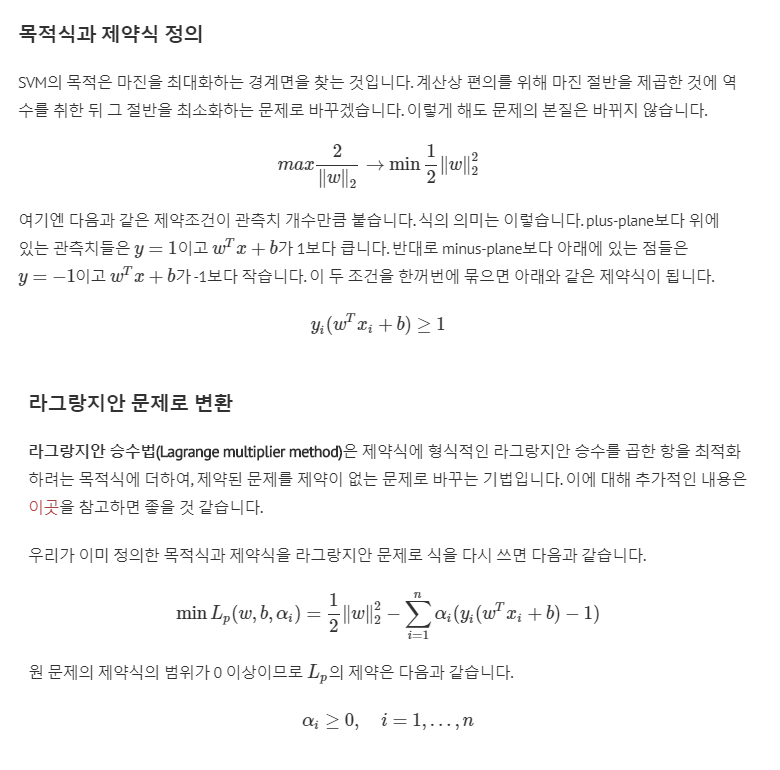 목적식과 제약식 정의
SVM의 목적은 마진을 최대화하는 경계면을 찾는 것입니다. 계산상 편의를 위해 마진 절반을 제곱한 것에 역
수를 취한 뒤 그 절반을 최소화하는 문제로 바꾸겠습니다. 이렇게 해도 문제의 본질은 바뀌지 않습니다.
$max \frac{2}{\|w\|_2} \rightarrow \min \frac{1}{2} \|w\|_2^2$
여기엔 다음과 같은 제약조건이 관측치 개수만큼 붙습니다. 식의 의미는 이렇습니다. plus-plane보다 위에
있는 관측치들은 $y = 1$이고 $w^T x + b$가 1보다 큽니다. 반대로 minus-plane보다 아래에 있는 점들은
$y = -1$이고 $w^T x + b$가 -1보다 작습니다. 이 두 조건을 한꺼번에 묶으면 아래와 같은 제약식이 됩니다.
$y_i(w^T x_i + b) \geq 1$
라그랑지안 문제로 변환
라그랑지안 승수법(Lagrange multiplier method)은 제약식에 형식적인 라그랑지안 승수를 곱한 항을 최적화
하려는 목적식에 더하여, 제약된 문제를 제약이 없는 문제로 바꾸는 기법입니다. 이에 대해 추가적인 내용은
이곳을 참고하면 좋을 것 같습니다.
우리가 이미 정의한 목적식과 제약식을 라그랑지안 문제로 식을 다시 쓰면 다음과 같습니다.
$\min L_p(w, b, \alpha_i) = \frac{1}{2} \|w\|_2^2 - \sum_{i=1}^{n} \alpha_i(y_i(w^T x_i + b) - 1)$
원 문제의 제약식의 범위가 0 이상이므로 $L_p$의 제약은 다음과 같습니다.
$\alpha_i \geq 0, \quad i = 1, \ldots, n$